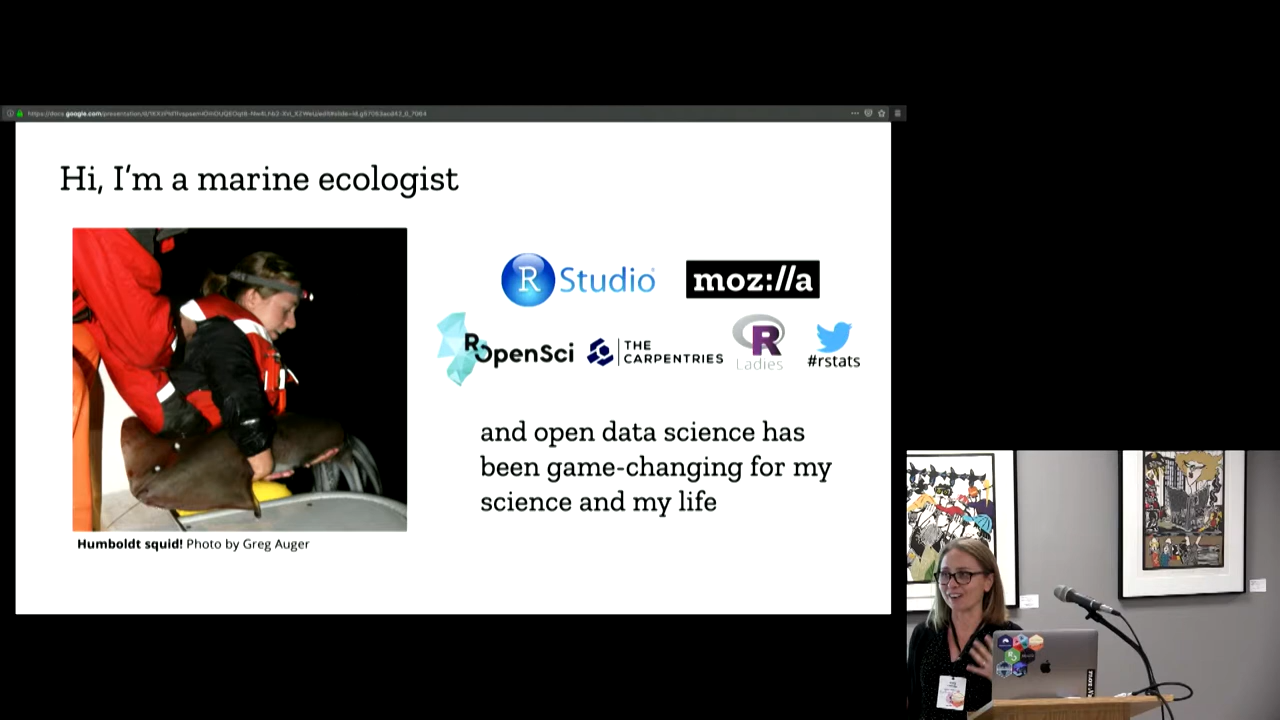 Hi, I'm a marine ecologist
R Studio
moz://a
ROpenSci
THE
CARPENTRIES
R
Ladies
#rstats
and open data science has
been game-changing for my
science and my life
Humboldt squid! Photo by Greg Auger